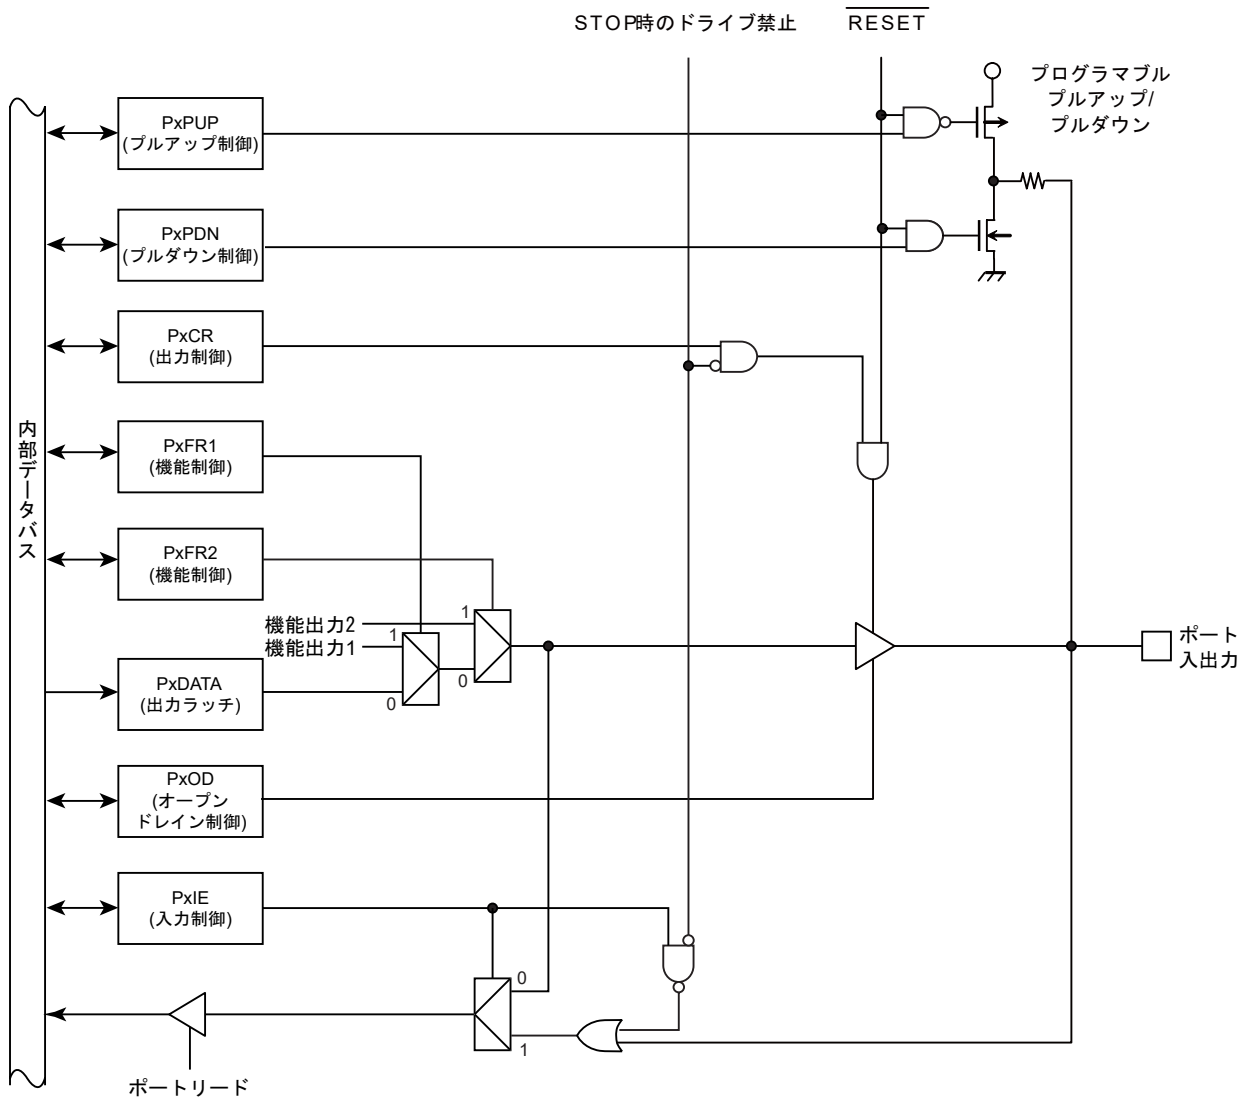 STOP時のドライブ禁止
RESET
プログラマブル
プルアップ/
プルダウン
PxPUP
(プルアップ制御)
PxPDN
(プルダウン制御)
PxCR
(出力制御)
内部データバス
PxFR1
(機能制御)
PxFR2
(機能制御)
機能出力2
1
機能出力1
1
0
0
PxDATA
(出力ラッチ)
ポート
入出力
PxOD
(オープン
ドレイン制御)
PxIE
(入力制御)
0
1
ポートリード